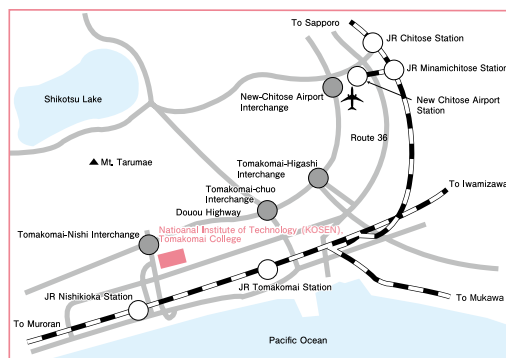 To Sapporo
JR Chitose Station
JR Minamichitose Station
New Chitose Airport
Station
New-Chitose Airport
Interchange
Shikotsu Lake
Route 36
Mt. Tarumae
Tomakomai-Higashi
Interchange
Tomakomai-chuo
Interchange
Douou Highway
To Iwamizawa
Natioanal Institute of Technology (KOSEN),
Tomakomai College
Tomakomai-Nishi Interchange
JR Nishikioka Station
JR Tomakomai Station
To Mukawa
To Muroran
Pacific Ocean